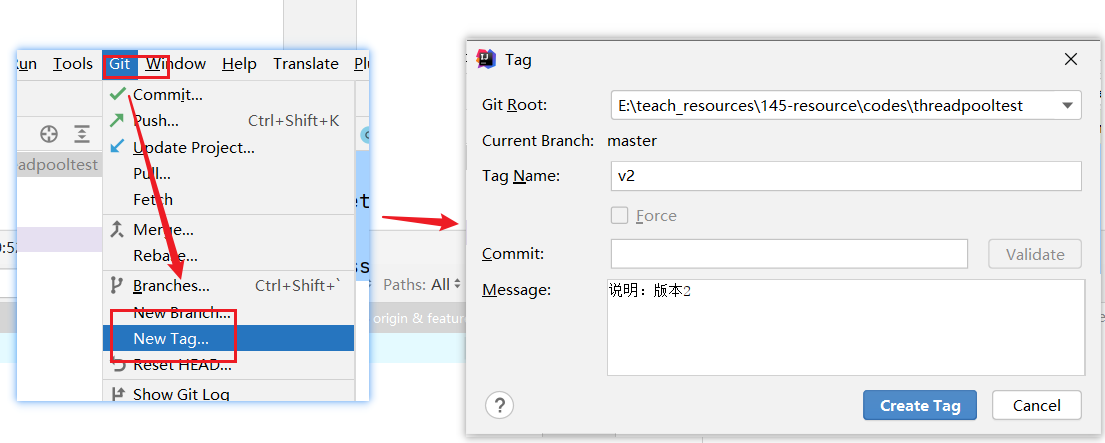 Run Tools Git Window Help Translate
Commit...
Push... Ctrl+Shift+K
Update Project...
adpooltest
Pull...
Fetch
Merge...
Rebase...
Branches... Ctrl+Shift+`
Paths: All
New Branch...
origin & featur
New Tag...
Reset HEAD...
Show Git Log
Tag
Git Root: E:\teach_resources\145-resource\codes\threadpooltest
Current Branch: master
Tag Name: v2
Force
Commit: Validate
Message: 说明：版本2
? Create Tag Cancel